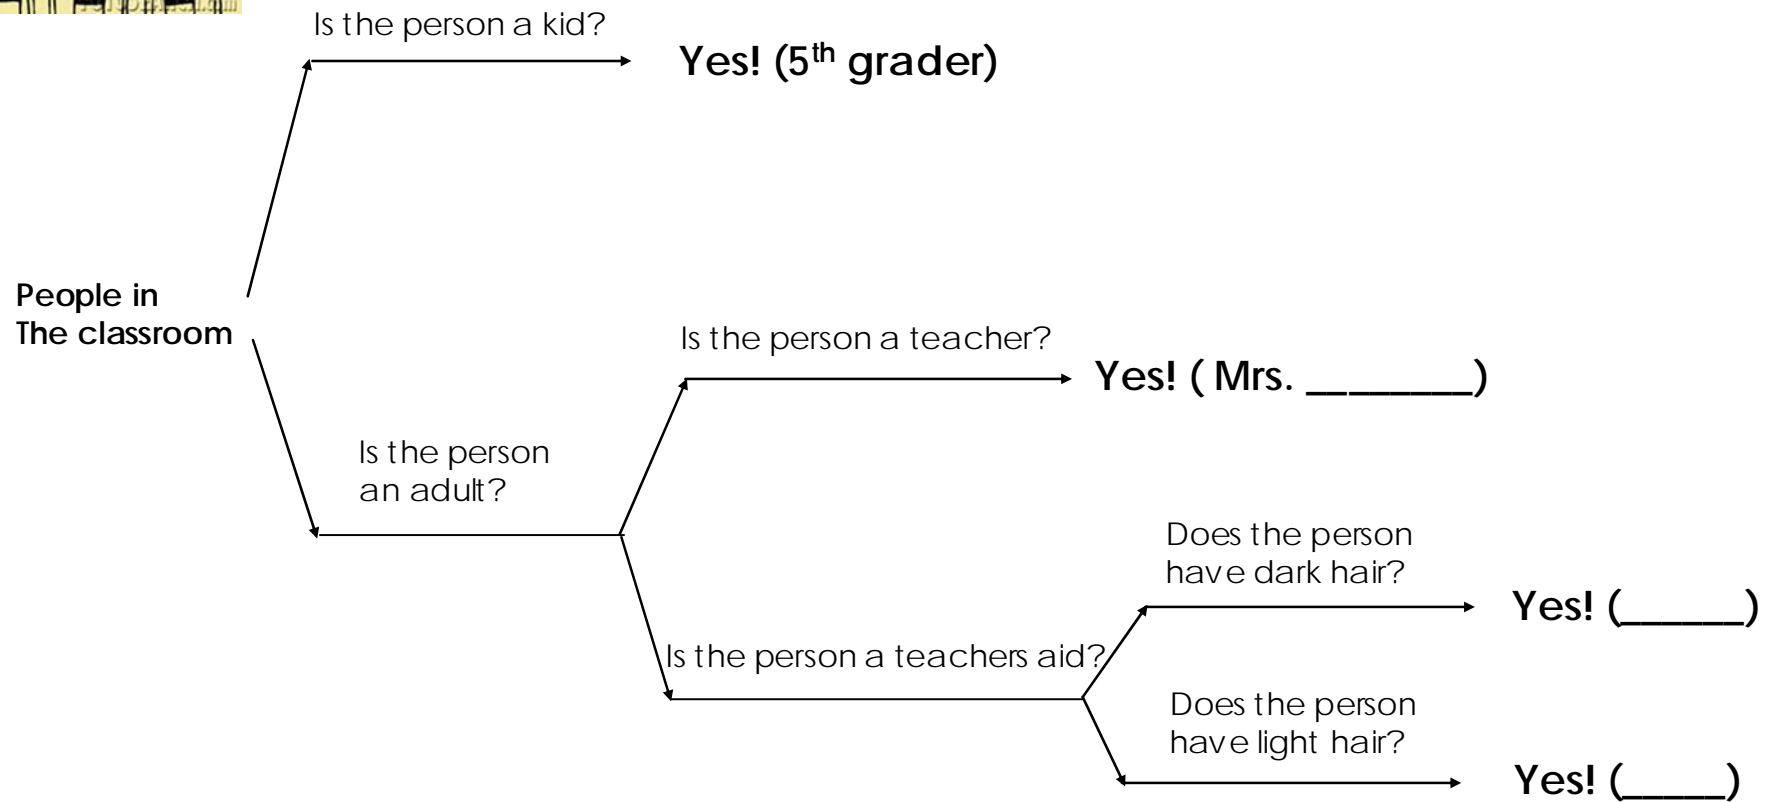 Is the person a kid?
Yes! (5th grader)
People in
The classroom
Is the person a teacher?
Yes! ( Mrs. ________)
Is the person
an adult?
Does the person
have dark hair?
Yes! (______)
Is the person a teachers aid?
Does the person
have light hair?
Yes! (_____)